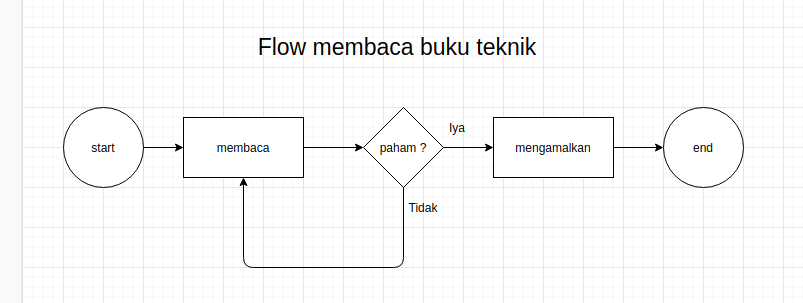 Flow membaca buku teknik
start
membaca
paham ?
Iya
mengamalkan
end
Tidak